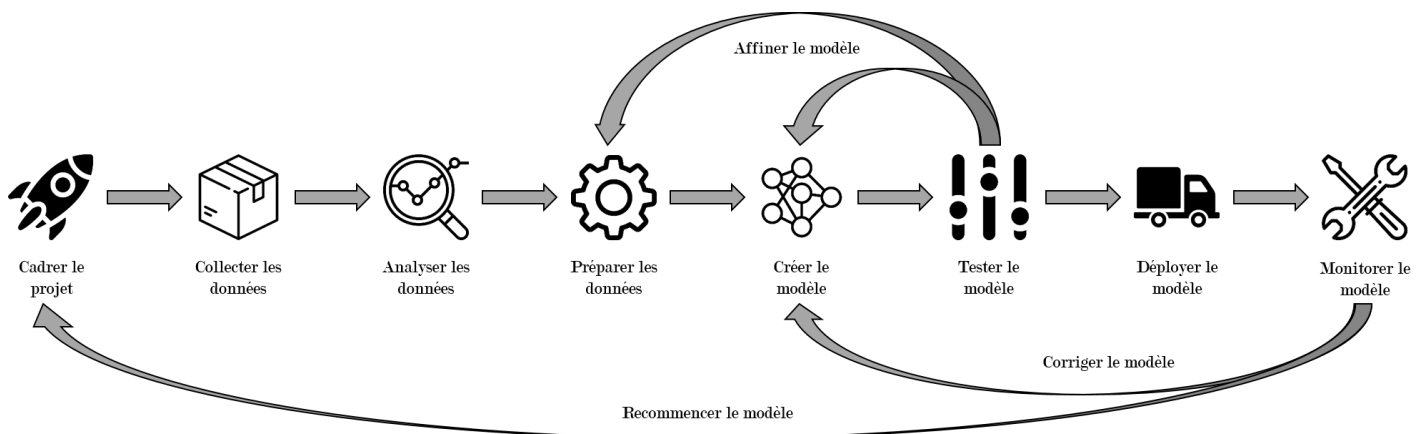 Affiner le modèle
Cadrer le
projet
Collecter les
données
Analyser les
données
Préparer les
données
Créer le
modèle
Tester le
modèle
Déployer le
modèle
Monitorer le
modèle
Corriger le modèle
Recommencer le modèle